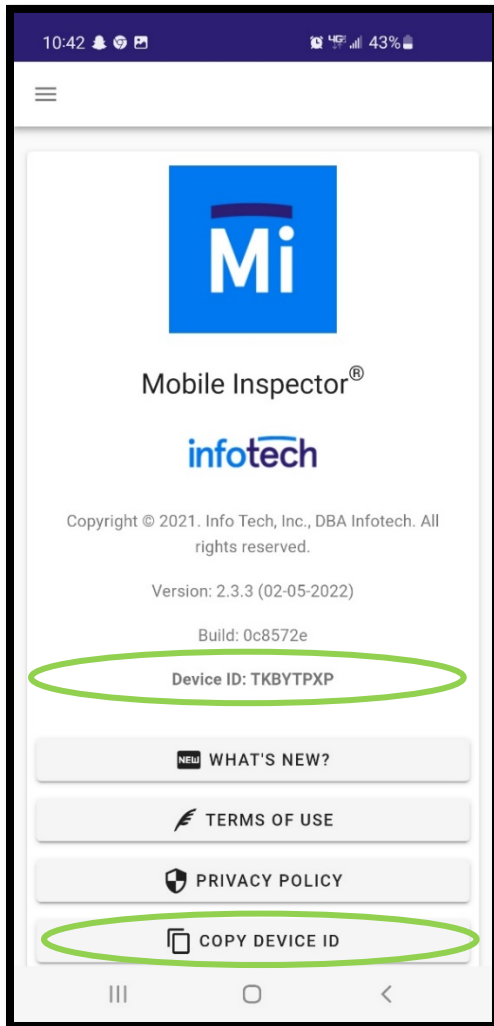 10:42 43%
Mi
Mobile Inspector®
infotech
Copyright © 2021. Info Tech, Inc., DBA Infotech. All
rights reserved.
Version: 2.3.3 (02-05-2022)
Build: 0c8572e
Device ID: TKBYTPXP
NEW WHAT'S NEW?
TERMS OF USE
PRIVACY POLICY
COPY DEVICE ID